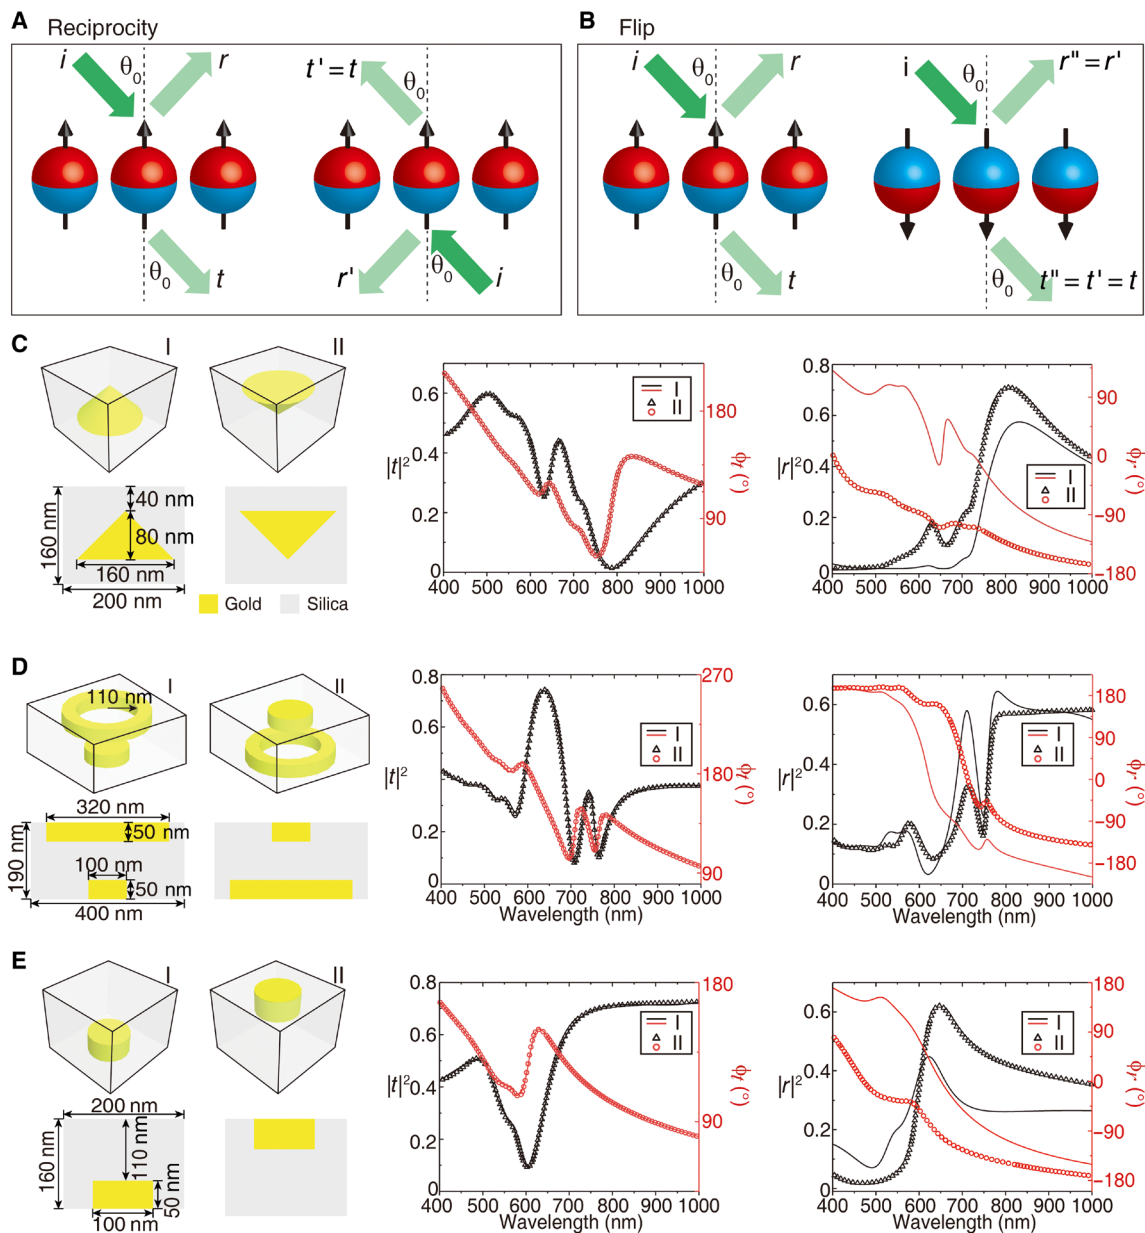 A Reciprocity
B Flip
i θ0 r t' = t θ0
θ0 t r' θ0 i
i θ0 r i θ0 r" = r'
θ0 t θ0 t" = t' = t
C
I II
160 nm 40 nm
80 nm
160 nm
200 nm
Gold Silica
|t|²
0.6
0.4
0.2
0
400 500 600 700 800 900 1000
180
90
ϕt (°)
I
II
|r|²
0.8
0.6
0.4
0.2
0
400 500 600 700 800 900 1000
90
0
−90
−180
ϕr (°)
I
II
D
I II
110 nm
320 nm
190 nm 50 nm
100 nm
50 nm
400 nm
|t|²
0.8
0.6
0.4
0.2
0
400 500 600 700 800 900 1000
Wavelength (nm)
270
180
90
ϕt (°)
I
II
|r|²
0.8
0.6
0.4
0.2
0
400 500 600 700 800 900 1000
Wavelength (nm)
180
90
0
−90
−180
ϕr (°)
I
II
E
I II
200 nm
160 nm 110 nm
50 nm
100 nm
|t|²
0.8
0.6
0.4
0.2
0
400 500 600 700 800 900 1000
Wavelength (nm)
180
90
ϕt (°)
I
II
|r|²
0.8
0.6
0.4
0.2
0
400 500 600 700 800 900 1000
Wavelength (nm)
180
90
0
−90
−180
ϕr (°)
I
II